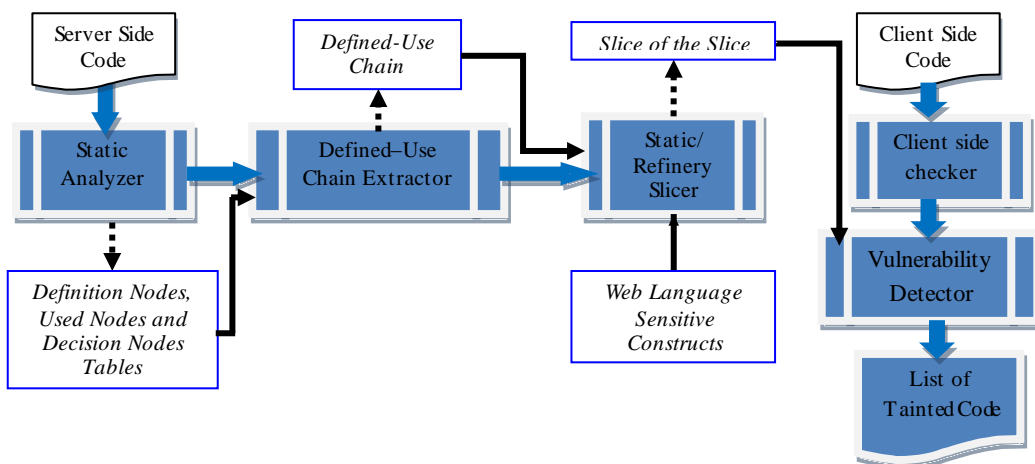 Server Side
Code
Static
Analyzer
Definition Nodes,
Used Nodes and
Decision Nodes
Tables
Defined-Use
Chain
Defined–Use
Chain Extractor
Slice of the Slice
Static/
Refinery
Slicer
Web Language
Sensitive
Constructs
Client Side
Code
Client side
checker
Vulnerability
Detector
List of
Tainted Code